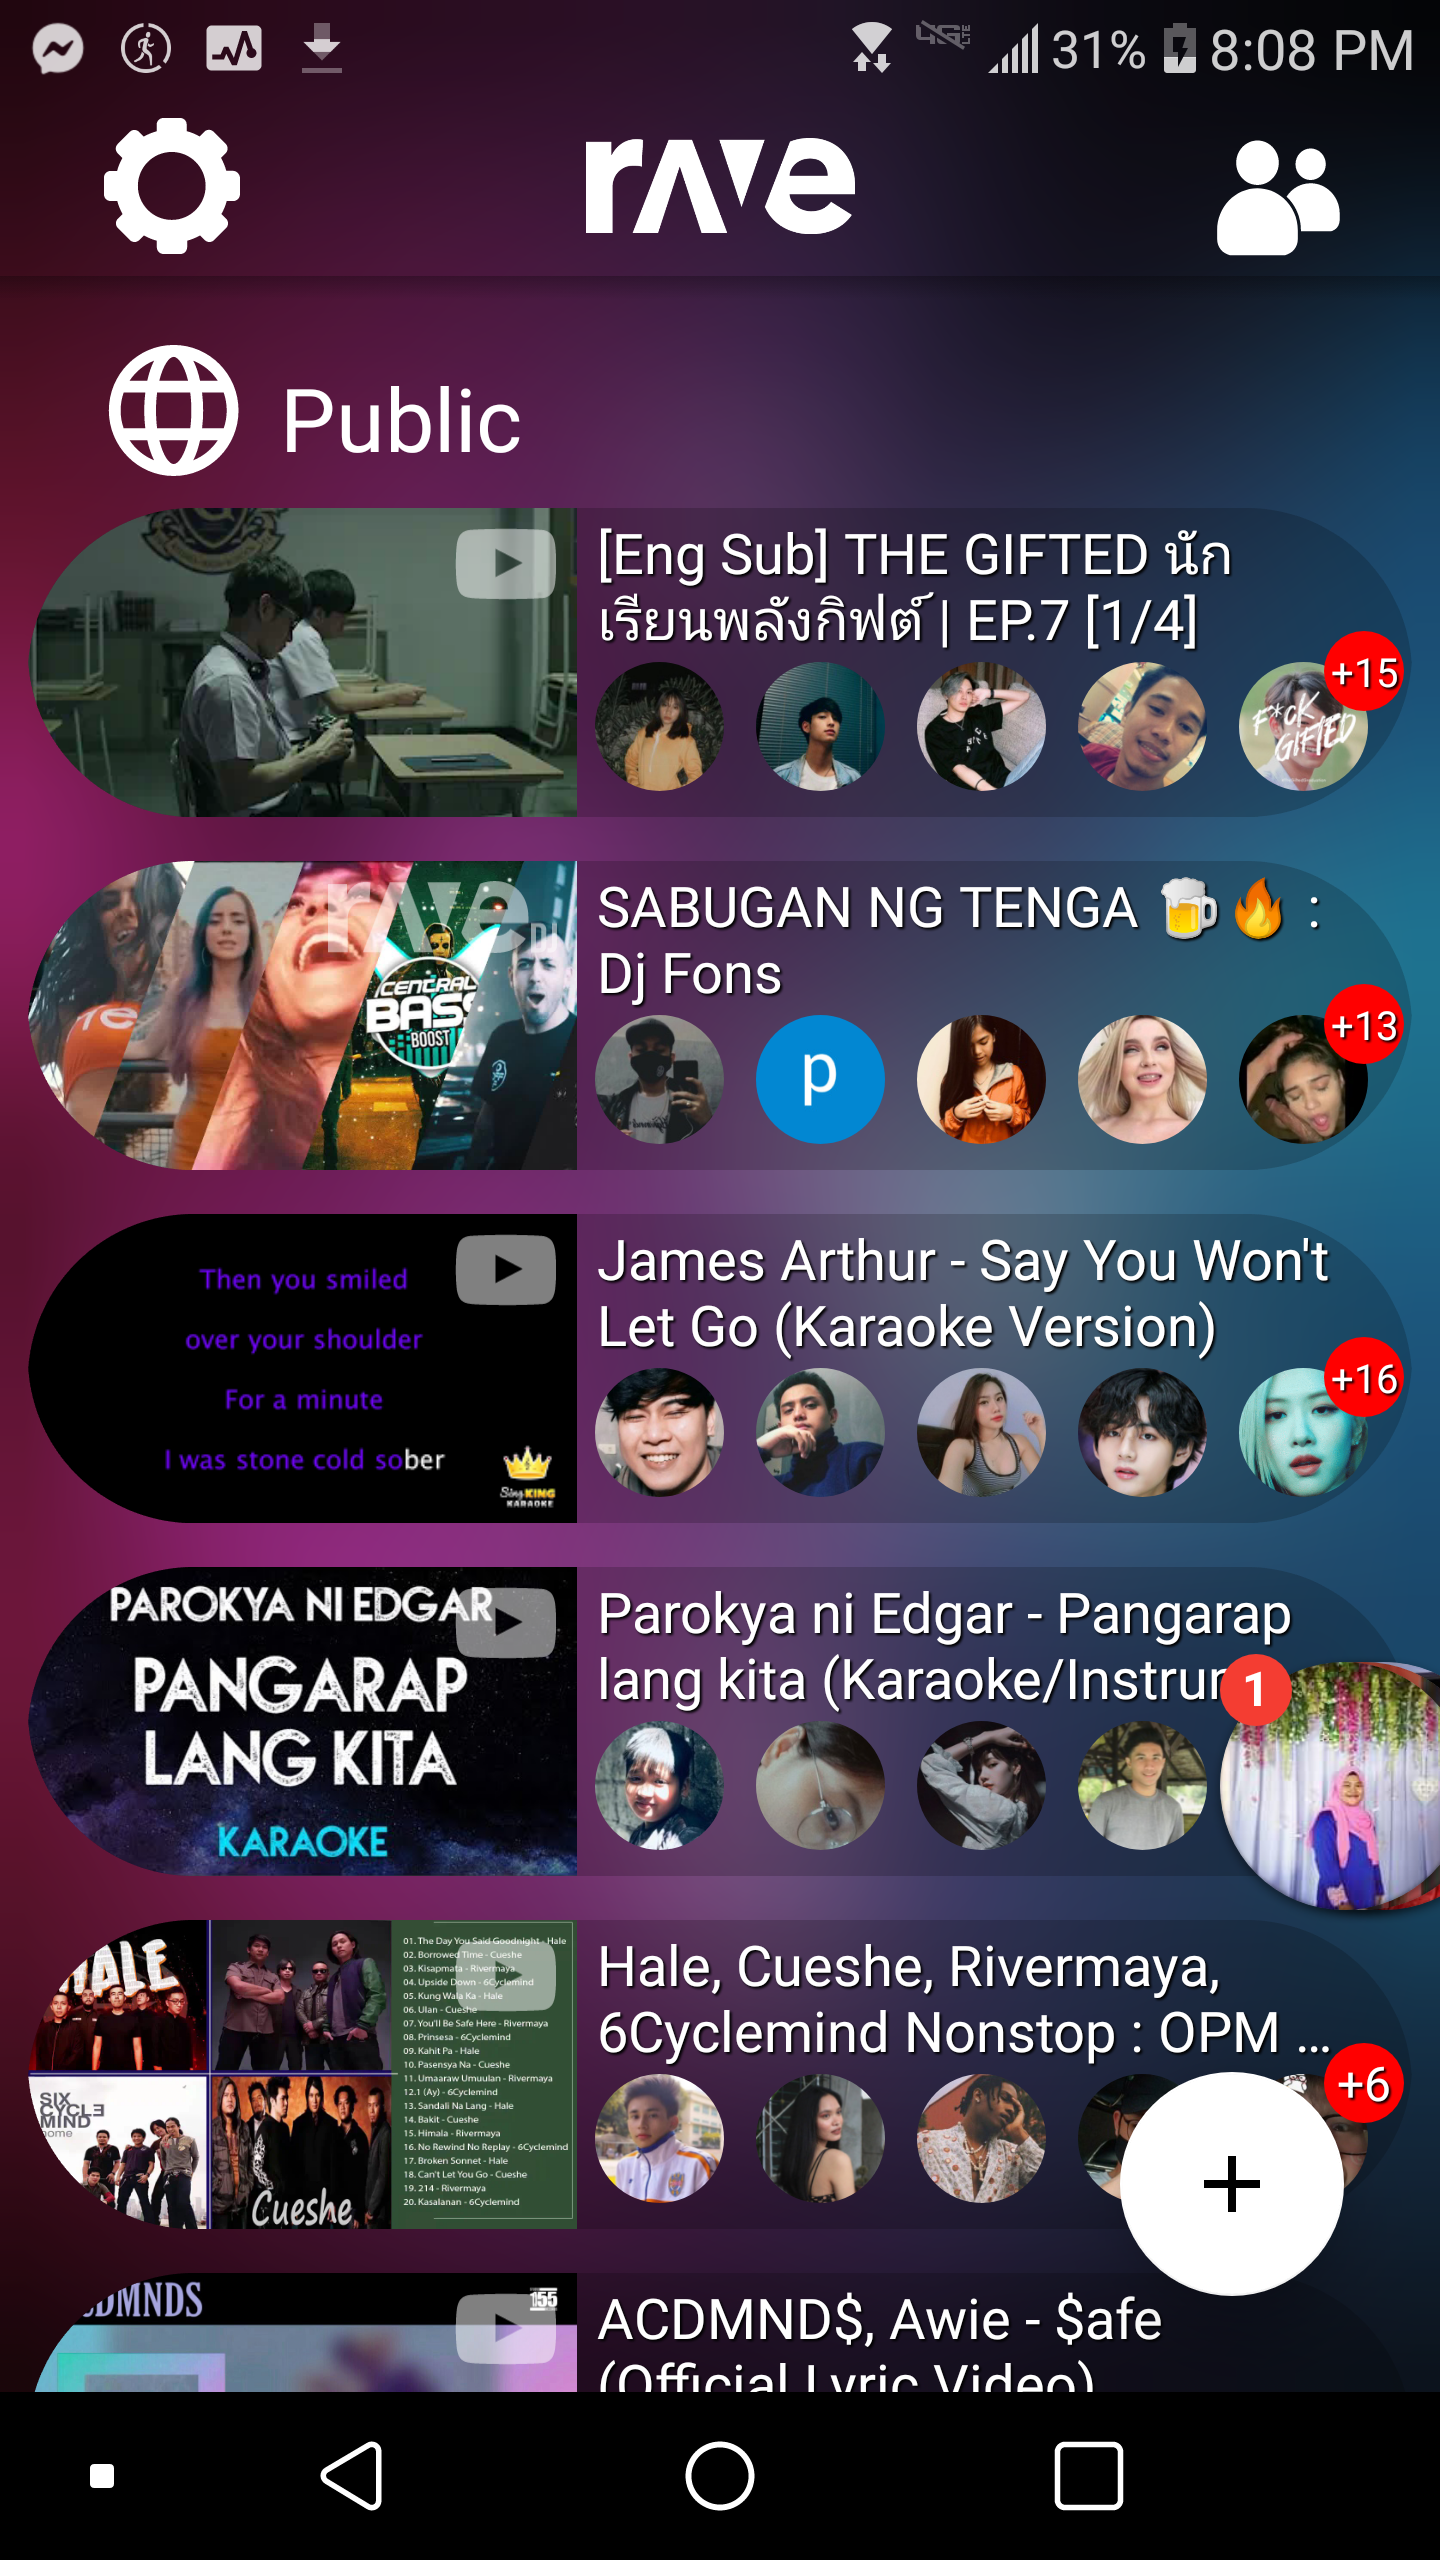 31% 8:08 PM
rave
Public
[Eng Sub] THE GIFTED นัก
เรียนพลังกิฟต์ | EP.7 [1/4]
F*CK
GIFTED
+15
rave DJ
CENTRAL
BASS
BOOST
SABUGAN NG TENGA 🍺🔥 :
Dj Fons
p
+13
Then you smiled
over your shoulder
For a minute
I was stone cold sober
Sing KING
KARAOKE
James Arthur - Say You Won't
Let Go (Karaoke Version)
+16
PAROKYA NI EDGAR
PANGARAP
LANG KITA
KARAOKE
Parokya ni Edgar - Pangarap
lang kita (Karaoke/Instrur
1
HALE
SIX
CYCLE
MIND
home
Cueshe
01. The Day You Said Goodnight - Hale
02. Borrowed Time - Cueshe
03. Kisapmata - Rivermaya
04. Upside Down - 6Cyclemind
05. Kung Wala Ka - Hale
06. Ulan - Cueshe
07. You'll Be Safe Here - Rivermaya
08. Prinsesa - 6Cyclemind
09. Kahit Pa - Hale
10. Pasensya Na - Cueshe
11. Umaaraw Umuulan - Rivermaya
12. 1 (Ay) - 6Cyclemind
13. Sandali Na Lang - Hale
14. Bakit - Cueshe
15. Himala - Rivermaya
16. No Rewind No Replay - 6Cyclemind
17. Broken Sonnet - Hale
18. Can't Let You Go - Cueshe
19. 214 - Rivermaya
20. Kasalanan - 6Cyclemind
Hale, Cueshe, Rivermaya,
6Cyclemind Nonstop : OPM ...
+6
CDMNDS
155
ACDMND$, Awie - $afe
(Official Lyric Video)